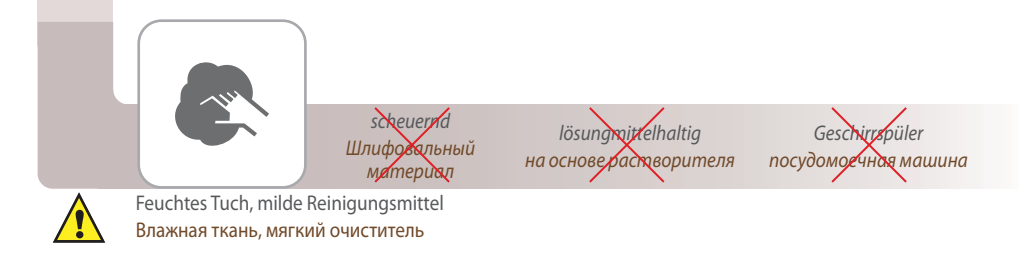 scheuernd
Шлифовальный
материал
lösungmittelhaltig
на основе растворителя
Geschirrspüler
посудомоечная машина
Feuchtes Tuch, milde Reinigungsmittel
Влажная ткань, мягкий очиститель